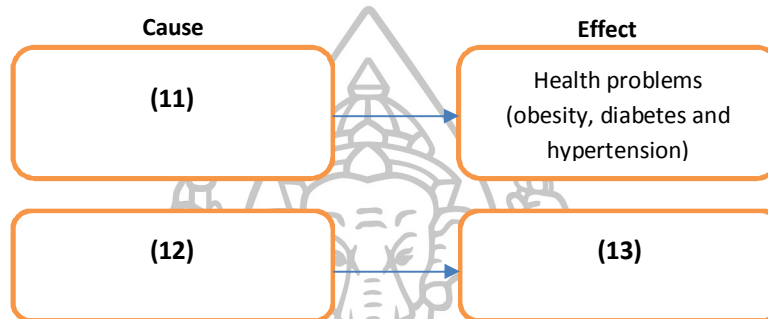 Cause
Effect
(11)
Health problems
(obesity, diabetes and
hypertension)
(12)
(13)